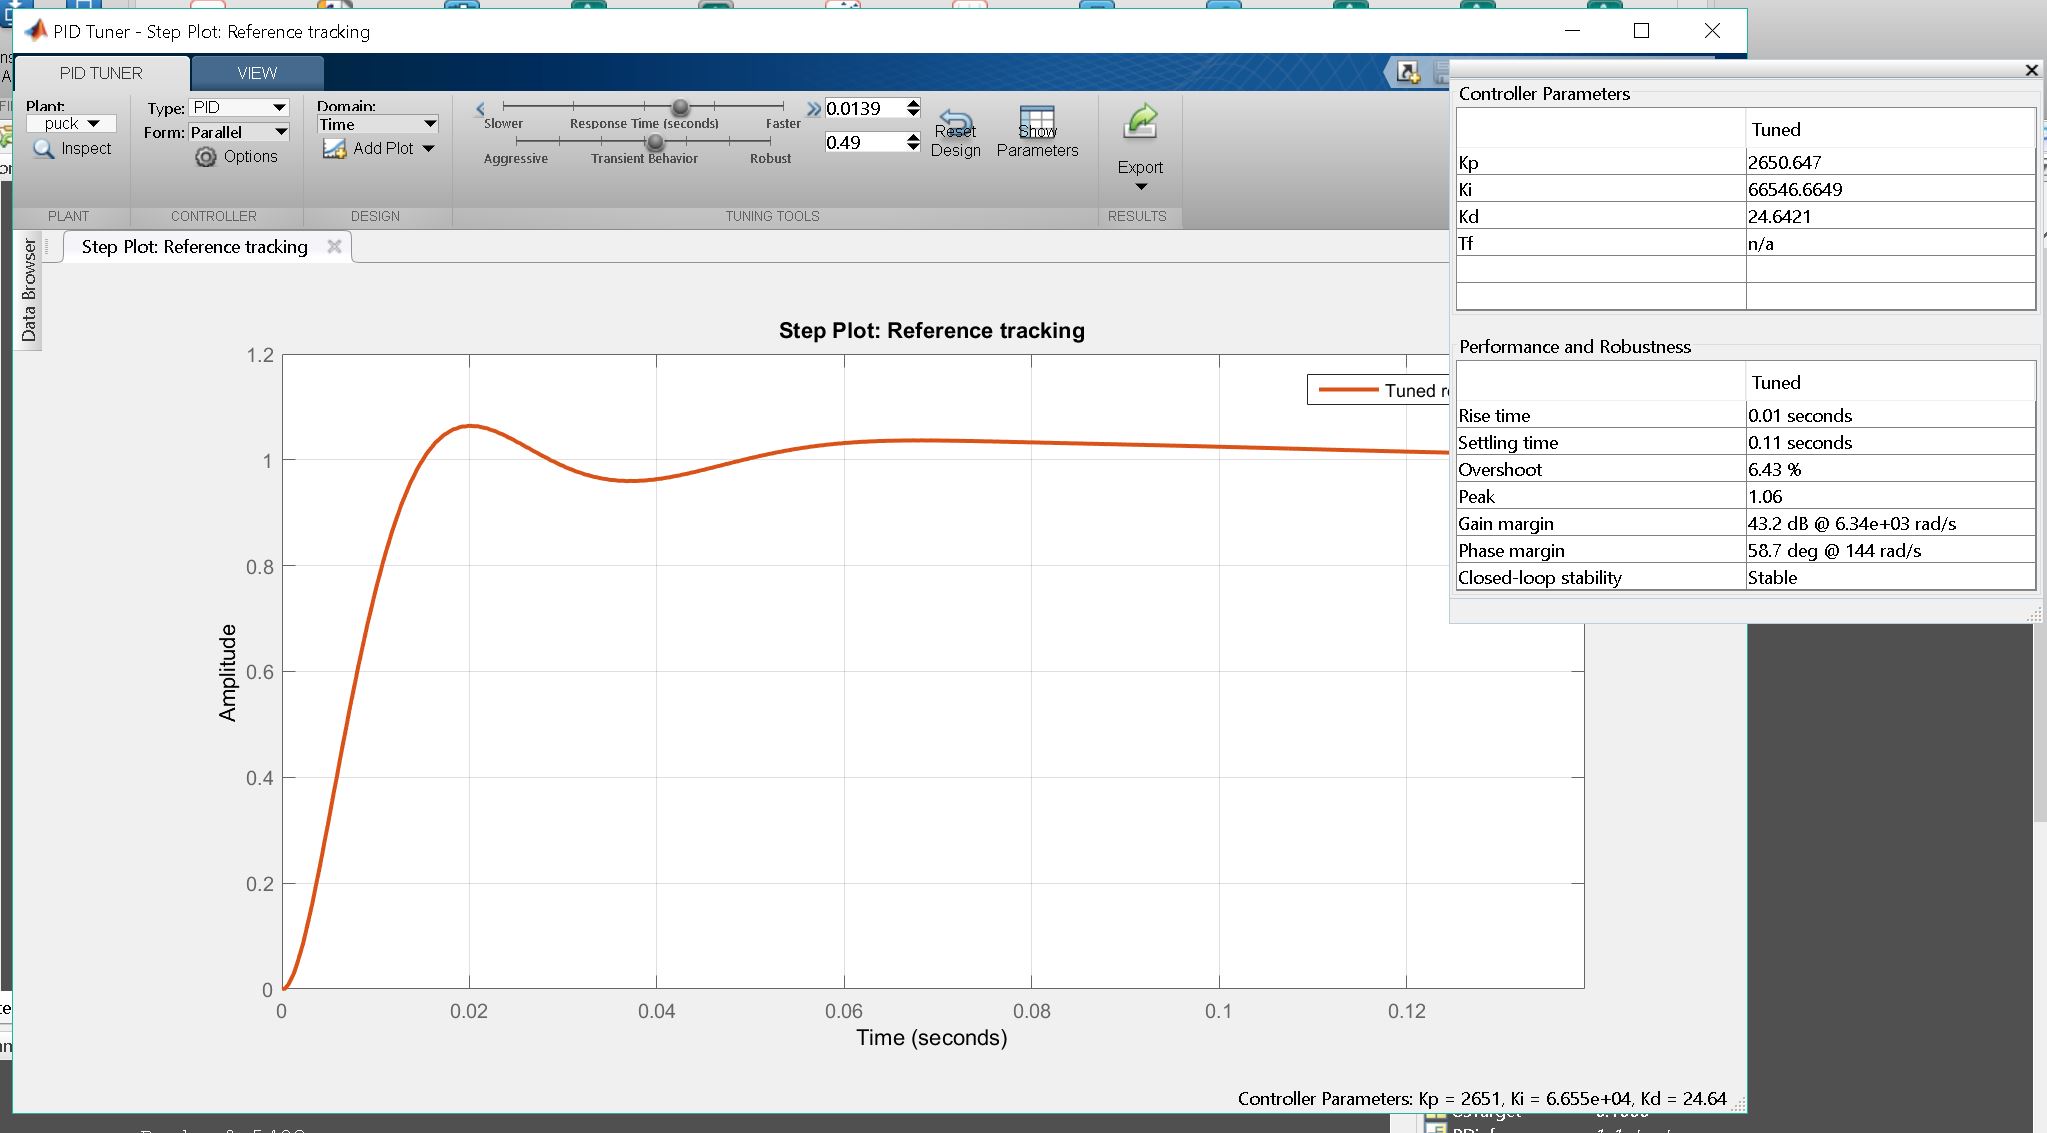 PID Tuner - Step Plot: Reference tracking
PID TUNER
VIEW
Plant:
puck
Inspect
PLANT
Type: PID
Form: Parallel
Options
CONTROLLER
Domain:
Time
Add Plot
DESIGN
Slower Response Time (seconds) Faster
0.0139
Aggressive Transient Behavior Robust
0.49
Reset
Design
Show
Parameters
TUNING TOOLS
Export
RESULTS
Data Browser
Step Plot: Reference tracking
Step Plot: Reference tracking
Tuned
1.2
1
0.8
0.6
0.4
0.2
0
Amplitude
0 0.02 0.04 0.06 0.08 0.1 0.12
Time (seconds)
Controller Parameters: Kp = 2651, Ki = 6.655e+04, Kd = 24.64
Controller Parameters
Tuned
Kp 2650.647
Ki 66546.6649
Kd 24.6421
Tf n/a
Performance and Robustness
Tuned
Rise time 0.01 seconds
Settling time 0.11 seconds
Overshoot 6.43 %
Peak 1.06
Gain margin 43.2 dB @ 6.34e+03 rad/s
Phase margin 58.7 deg @ 144 rad/s
Closed-loop stability Stable